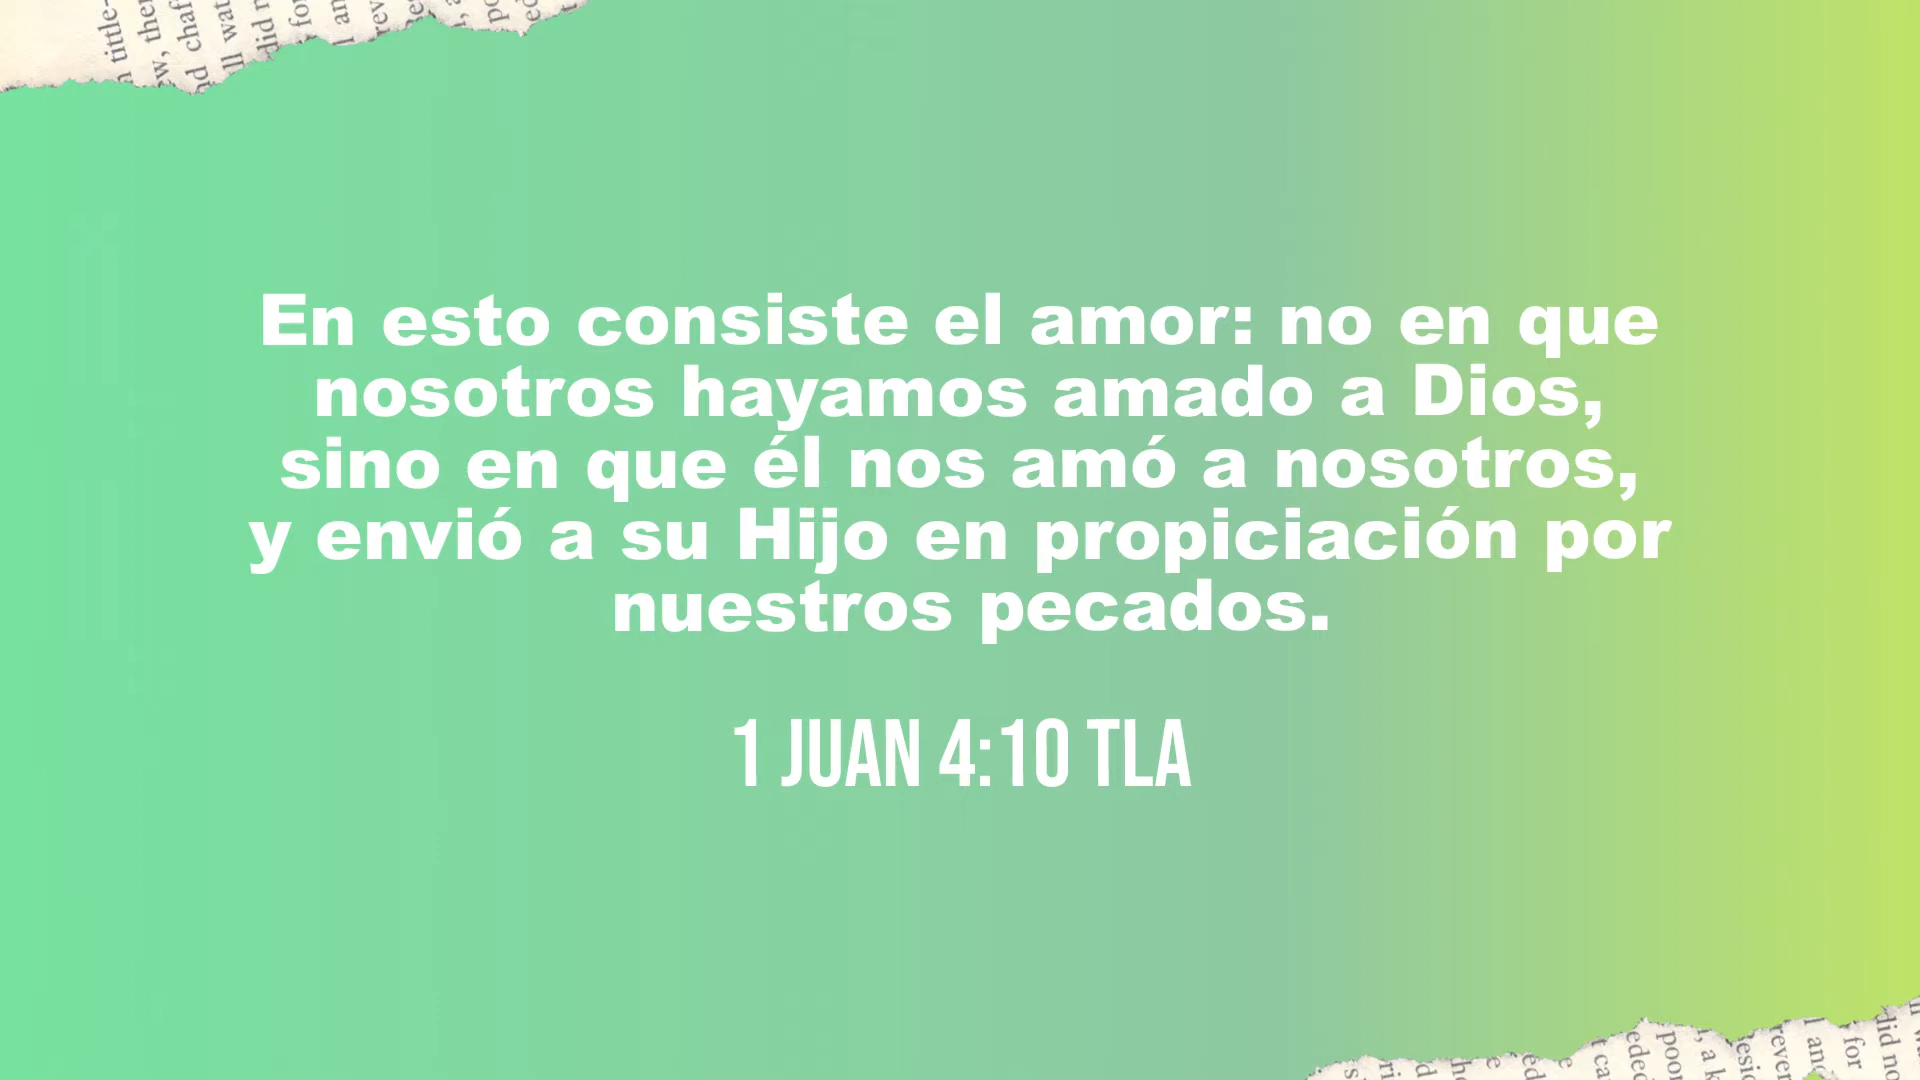 En esto consiste el amor: no en que
nosotros hayamos amado a Dios,
sino en que él nos amó a nosotros,
y envió a su Hijo en propiciación por
nuestros pecados.
1 JUAN 4:10 TLA